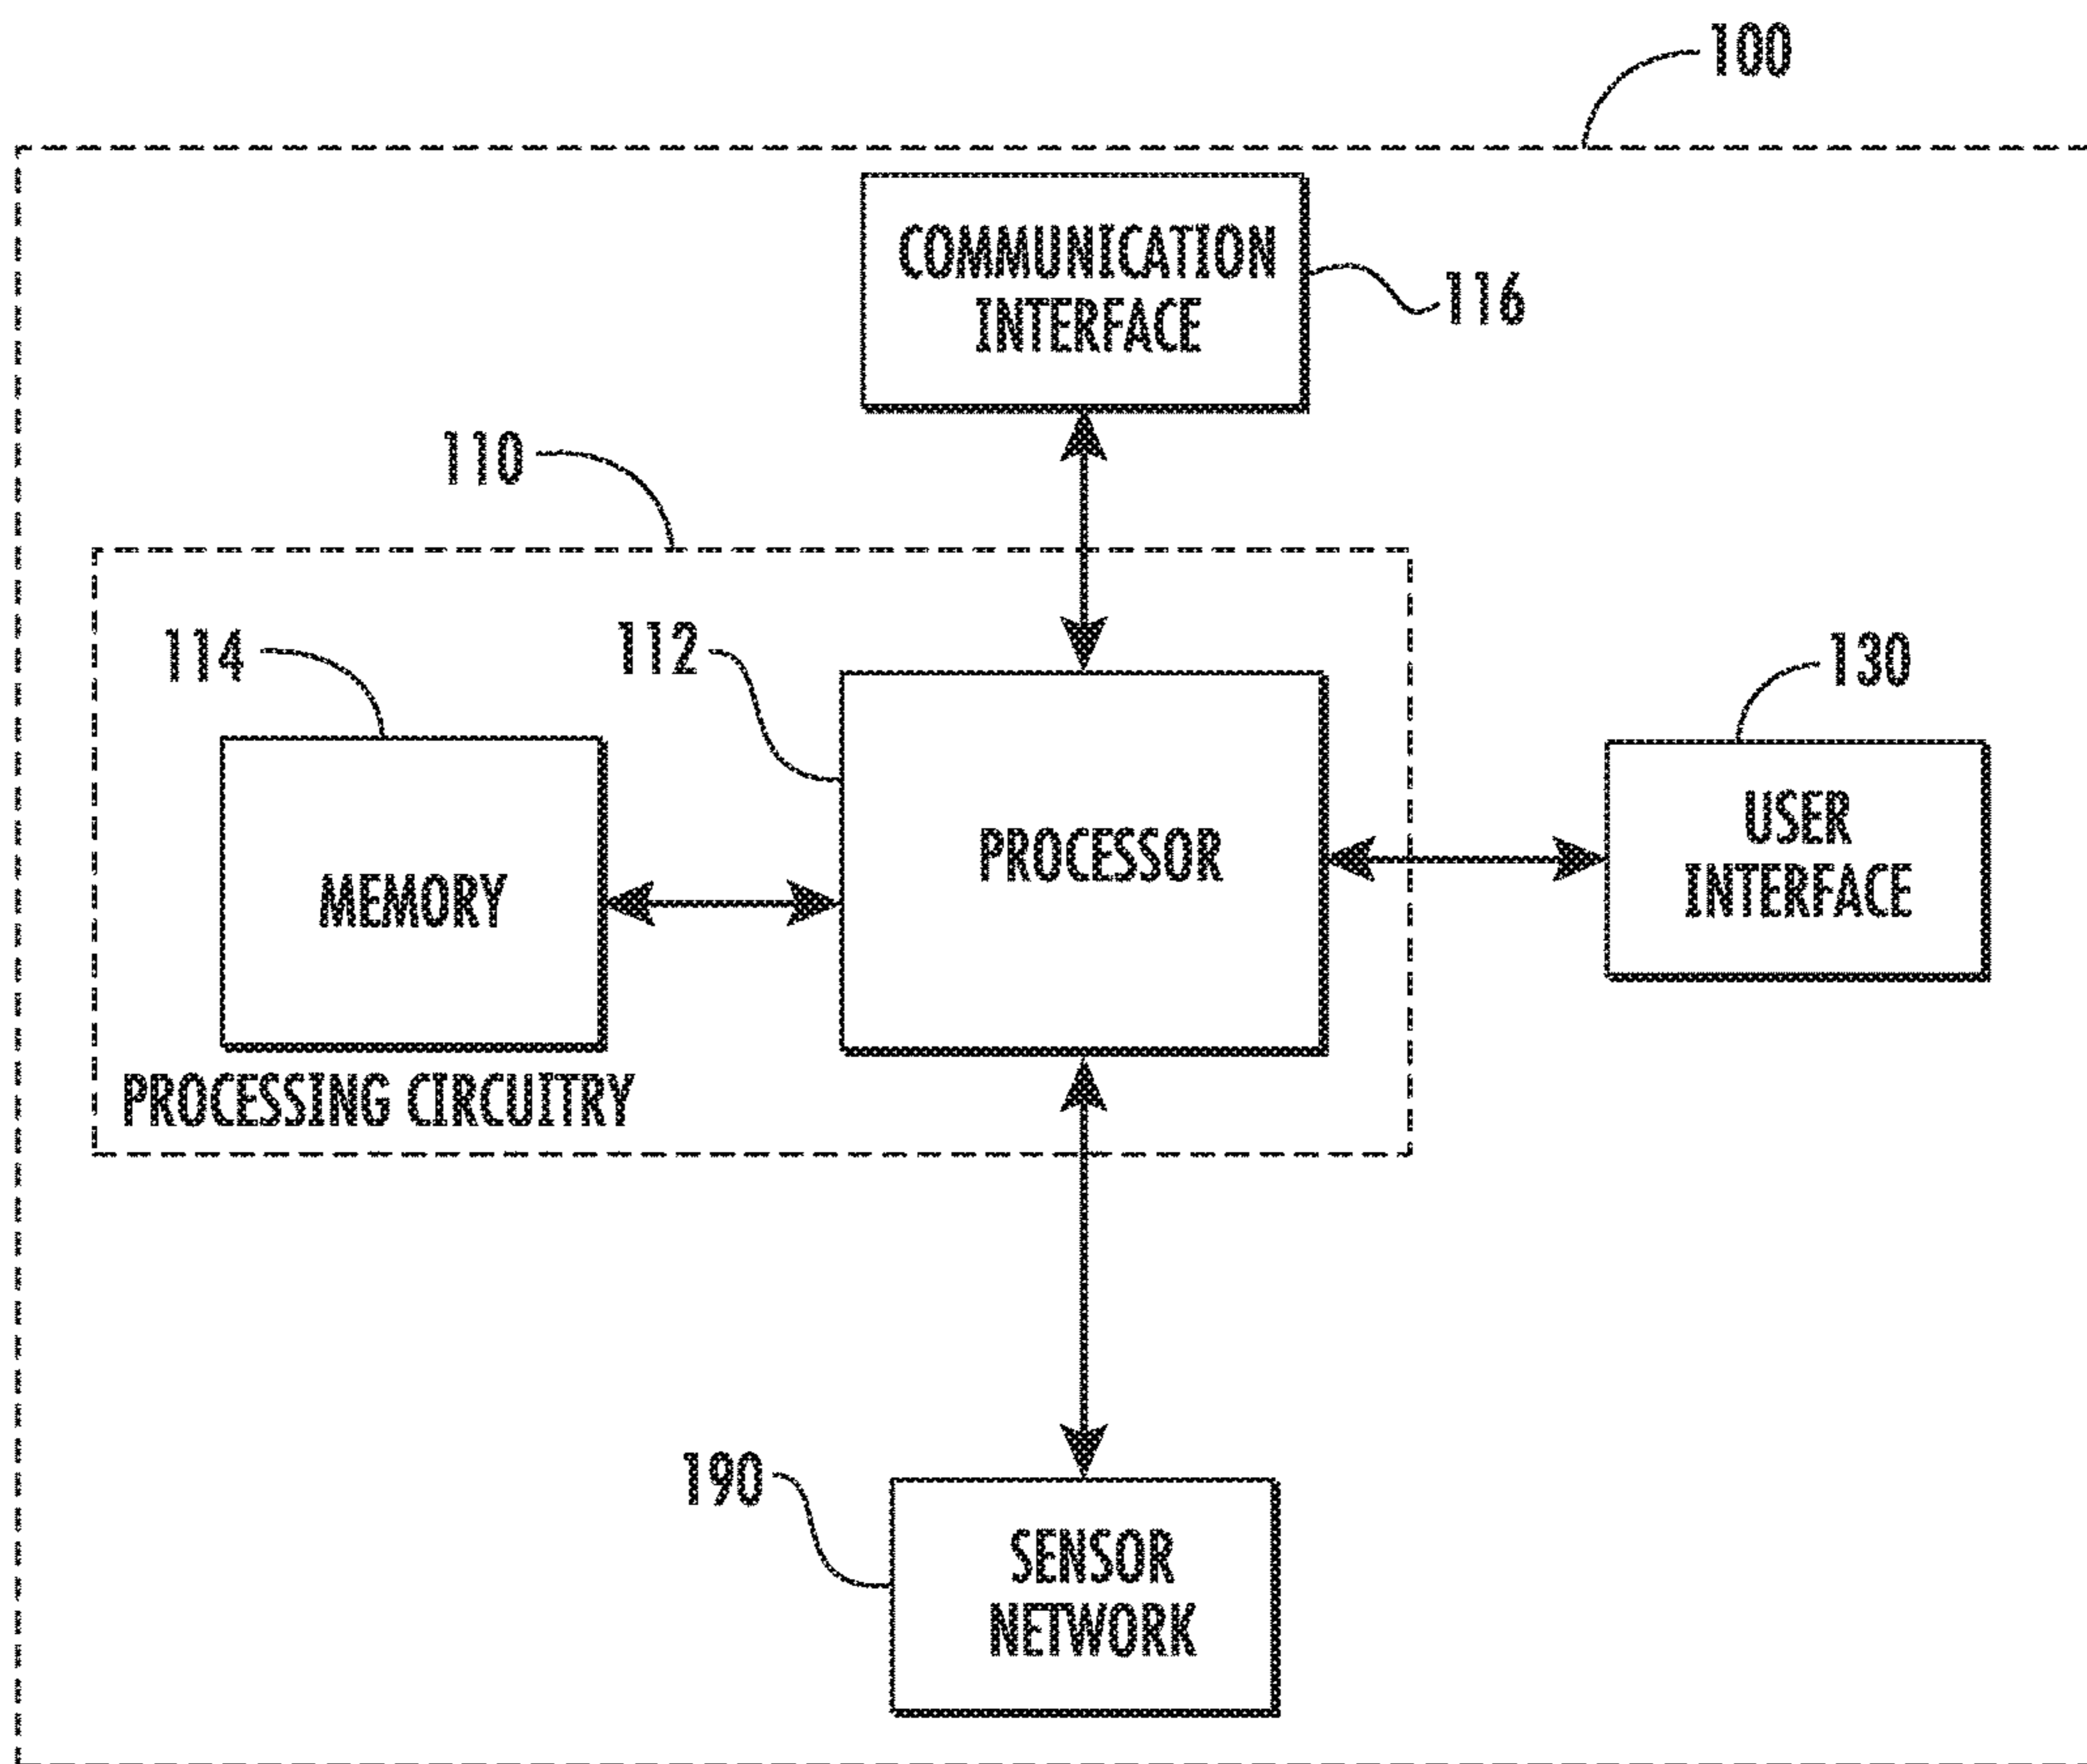 100
COMMUNICATION
INTERFACE
116
110
114
112
130
PROCESSOR
USER
INTERFACE
MEMORY
PROCESSING CIRCUITRY
190
SENSOR
NETWORK